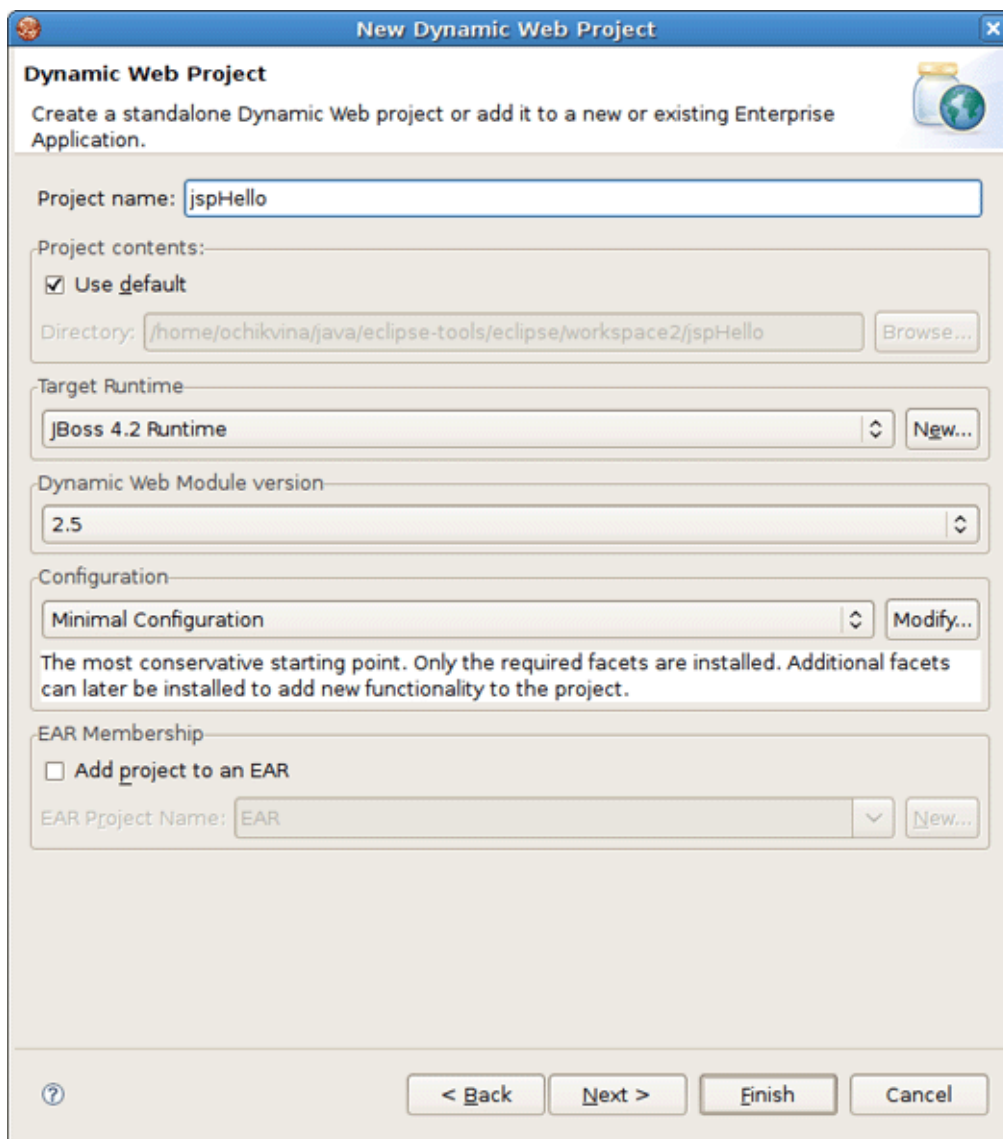 New Dynamic Web Project
Dynamic Web Project
Create a standalone Dynamic Web project or add it to a new or existing Enterprise
Application.
Project name: jspHello
Project contents:
Use default
Directory: /home/ochikvina/java/eclipse-tools/eclipse/workspace2/jspHello Browse...
Target Runtime
JBoss 4.2 Runtime New...
Dynamic Web Module version
2.5
Configuration
Minimal Configuration Modify...
The most conservative starting point. Only the required facets are installed. Additional facets
can later be installed to add new functionality to the project.
EAR Membership
Add project to an EAR
EAR Project Name: EAR New...
? < Back Next > Finish Cancel